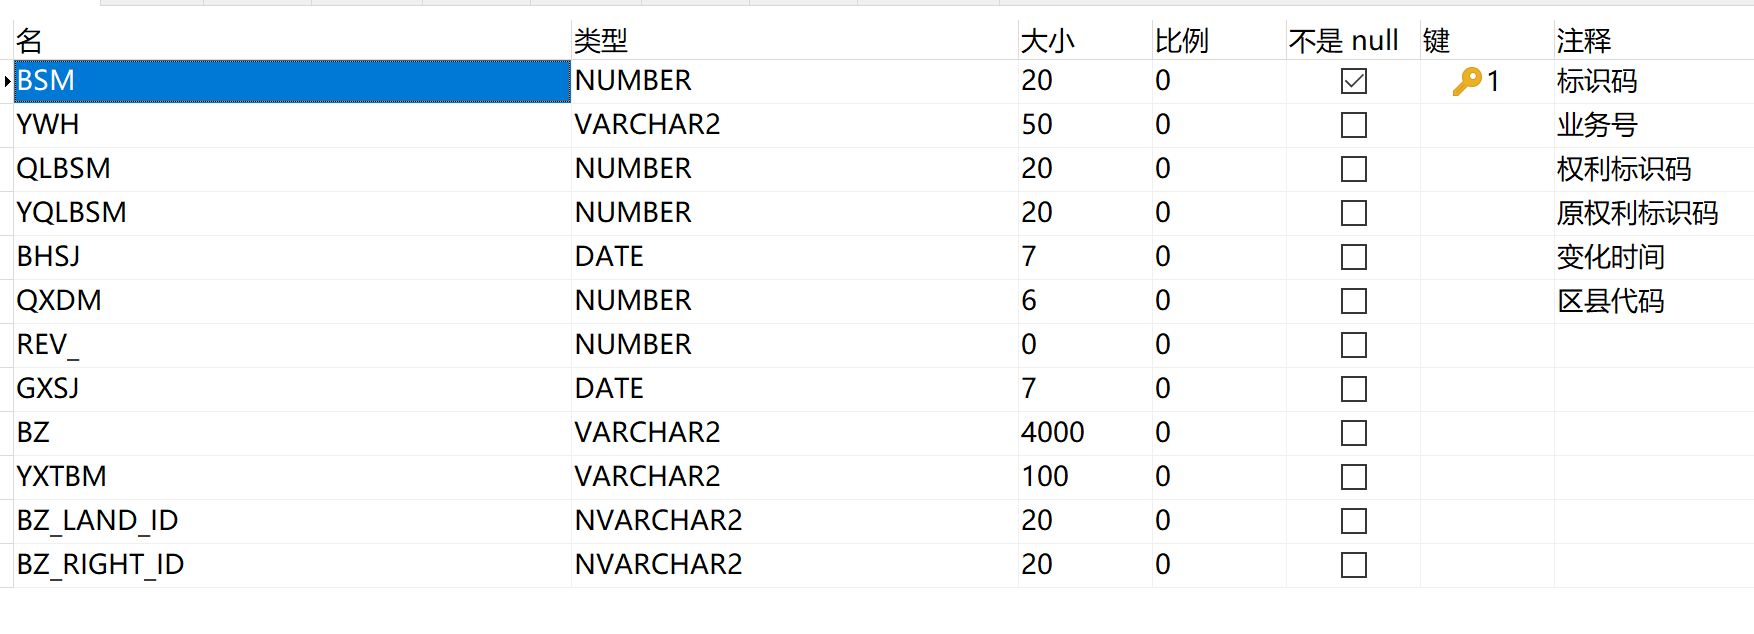 名 类型 大小 比例 不是 null 键 注释
BSM NUMBER 20 0 1 标识码
YWH VARCHAR2 50 0 业务号
QLBSM NUMBER 20 0 权利标识码
YQLBSM NUMBER 20 0 原权利标识码
BHSJ DATE 7 0 变化时间
QXDM NUMBER 6 0 区县代码
REV_ NUMBER 0 0
GXSJ DATE 7 0
BZ VARCHAR2 4000 0
YXTBM VARCHAR2 100 0
BZ_LAND_ID NVARCHAR2 20 0
BZ_RIGHT_ID NVARCHAR2 20 0